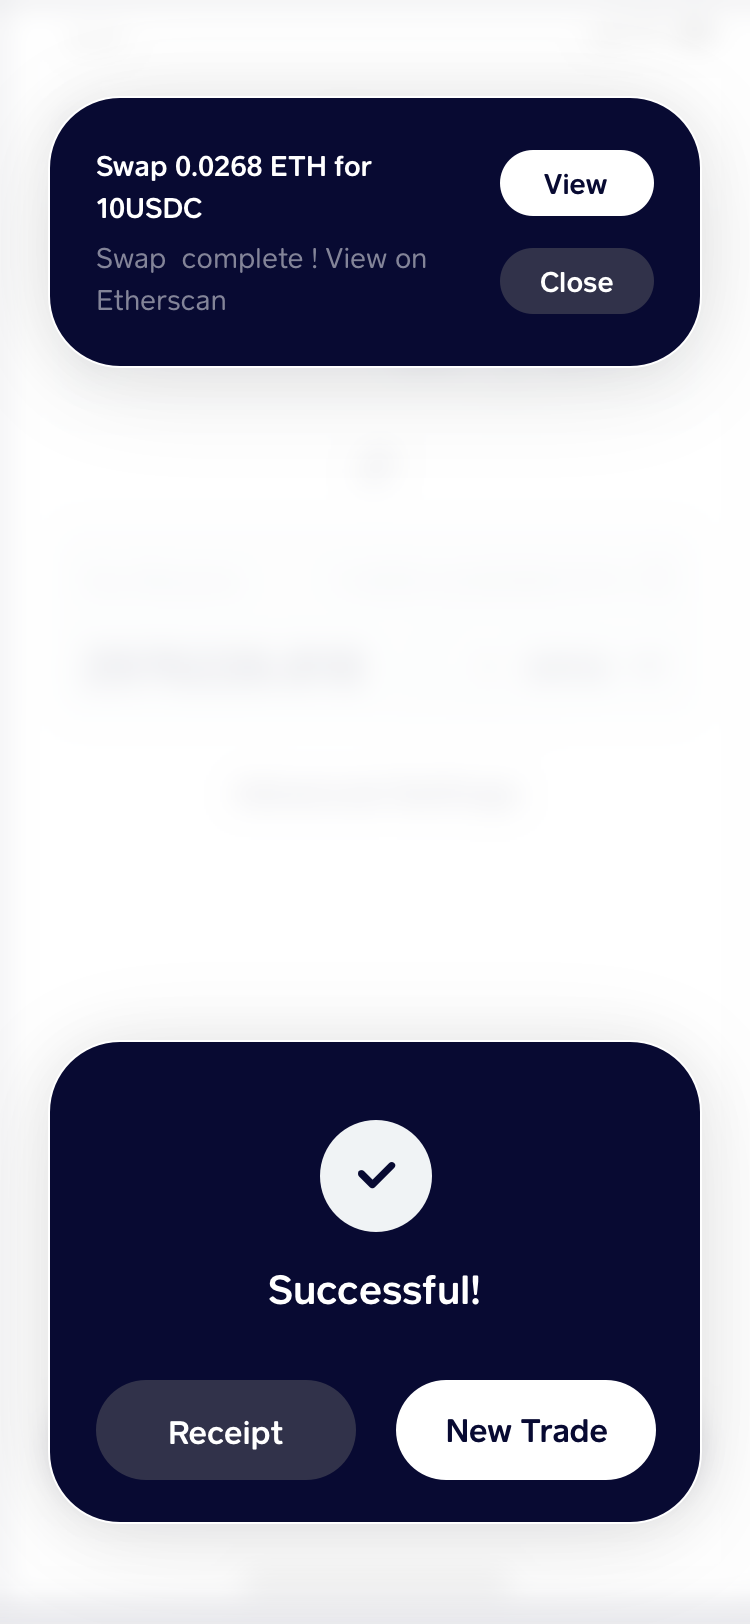 Swap 0.0268 ETH for
10USDC
Swap  complete ! View on
Etherscan
View
Close
Successful!
Receipt
New Trade